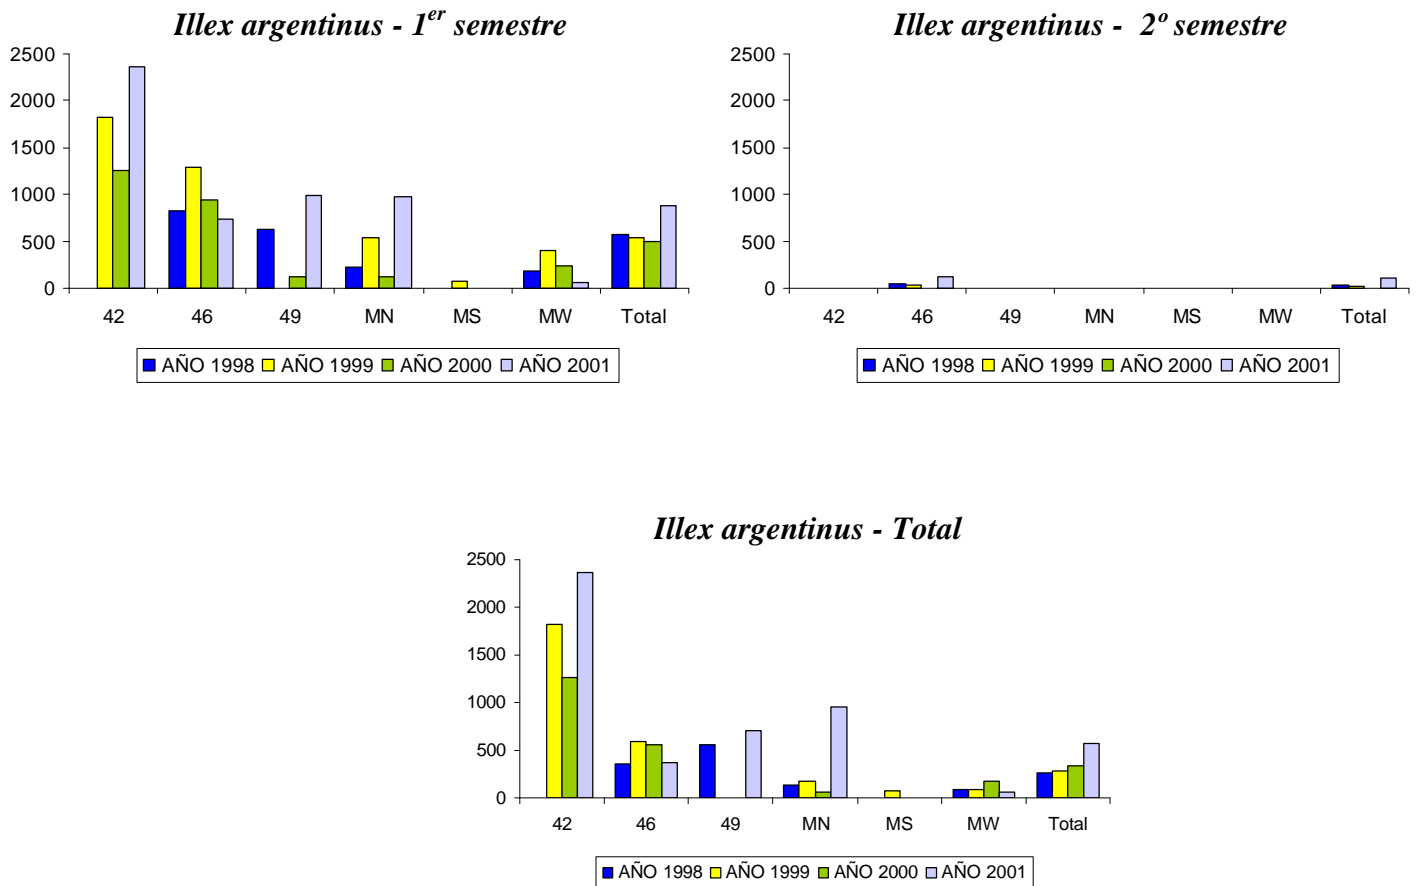 Illex argentinus - 1er semestre
2500
2000
1500
1000
500
0
42 46 49 MN MS MW Total
AÑO 1998 AÑO 1999 AÑO 2000 AÑO 2001
Illex argentinus - 2º semestre
2500
2000
1500
1000
500
0
42 46 49 MN MS MW Total
AÑO 1998 AÑO 1999 AÑO 2000 AÑO 2001
Illex argentinus - Total
2500
2000
1500
1000
500
0
42 46 49 MN MS MW Total
AÑO 1998 AÑO 1999 AÑO 2000 AÑO 2001